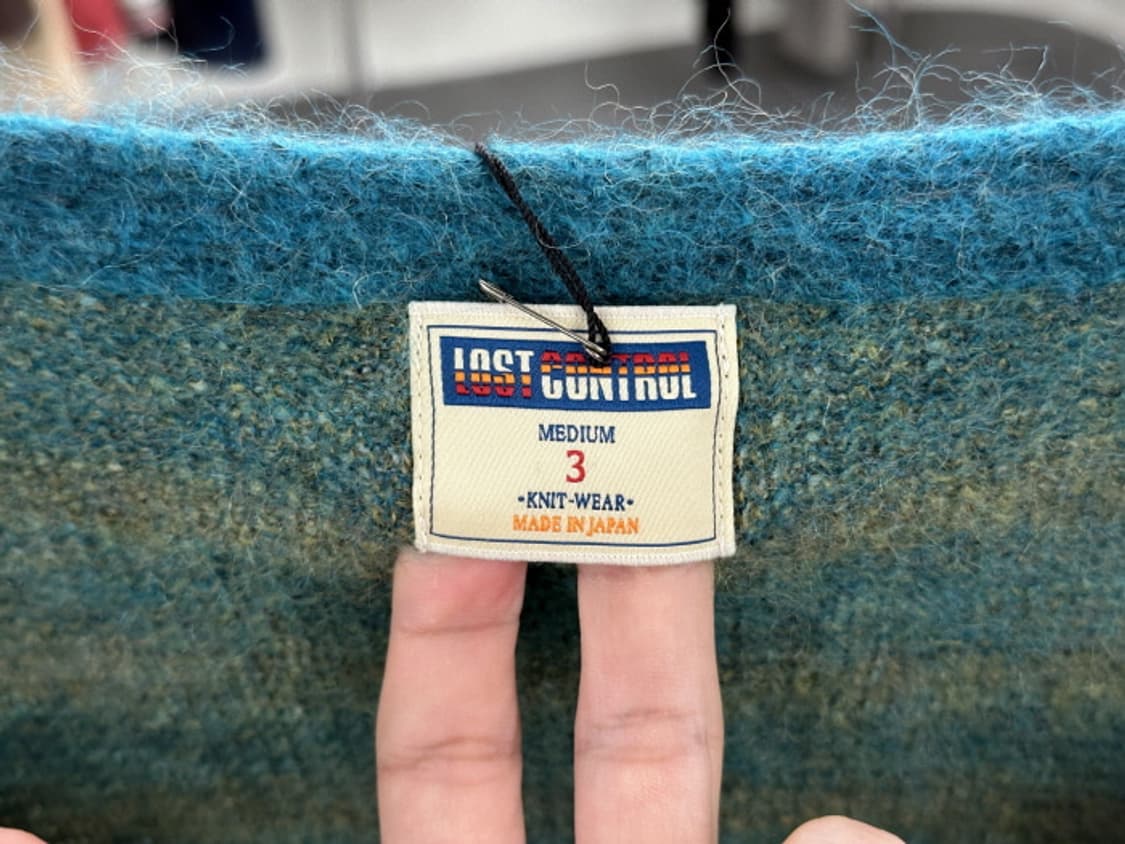 LOST CONTROL
MEDIUM
3
•KNIT-WEAR•
MADE IN JAPAN